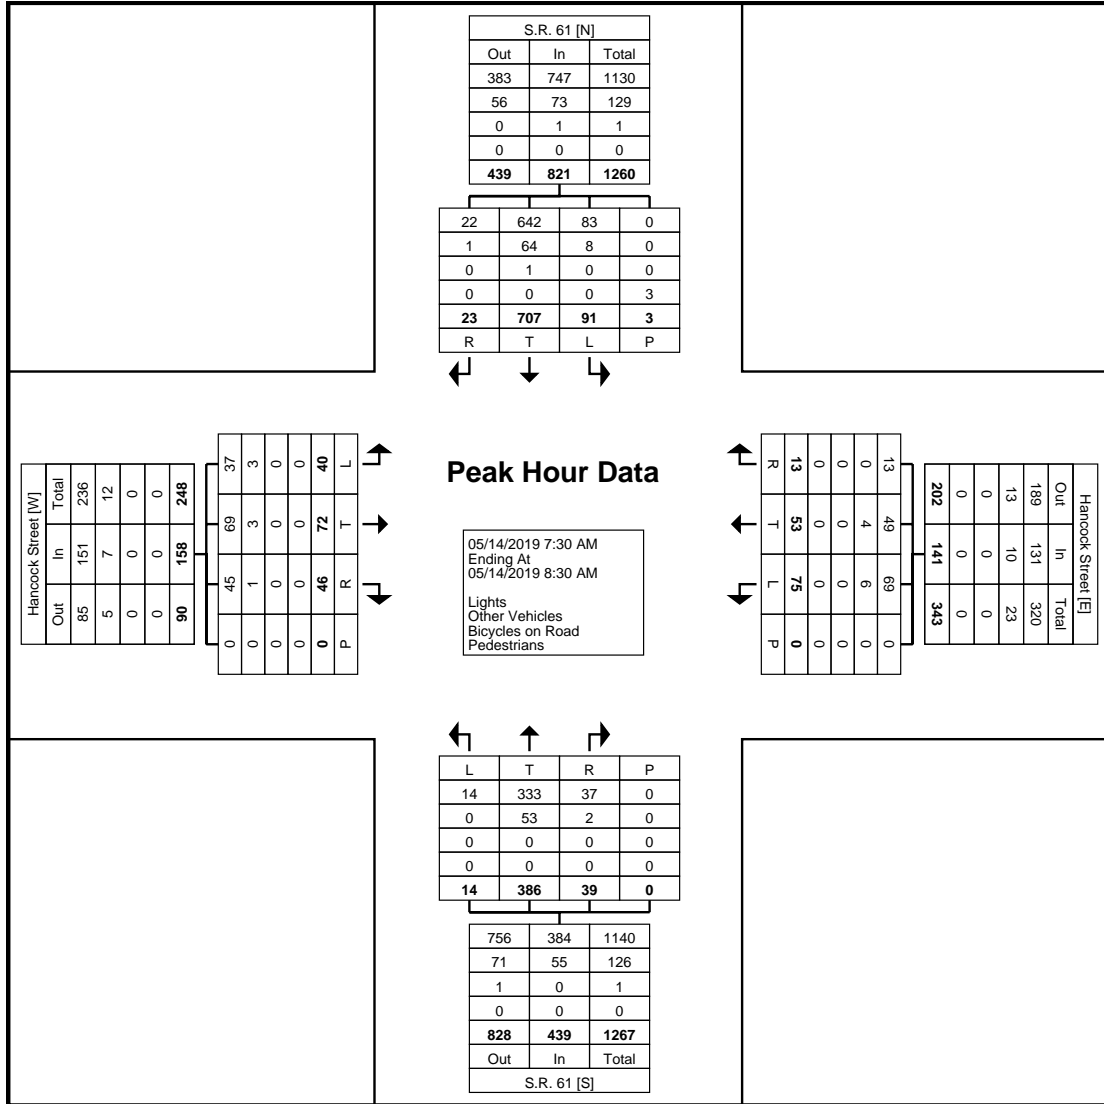 S.R. 61 [N]
Out In Total
383 747 1130
56 73 129
0 1 1
0 0 0
439 821 1260
22 642 83 0
1 64 8 0
0 1 0 0
0 0 0 3
23 707 91 3
R T L P
Hancock Street [W]
Total In Out
236 151 85
12 7 5
0 0 0
0 0 0
248 158 90
37 69 45 0
3 3 1 0
0 0 0 0
0 0 0 0
40 72 46 0
L T R P
Peak Hour Data
05/14/2019 7:30 AM
Ending At
05/14/2019 8:30 AM
Lights
Other Vehicles
Bicycles on Road
Pedestrians
R T L P
13 53 75 0
0 0 0 0
0 0 0 0
0 4 6 0
13 49 69 0
Hancock Street [E]
Out In Total
189 131 320
13 10 23
0 0 0
0 0 0
202 141 343
L T R P
14 333 37 0
0 53 2 0
0 0 0 0
0 0 0 0
14 386 39 0
756 384 1140
71 55 126
1 0 1
0 0 0
828 439 1267
Out In Total
S.R. 61 [S]